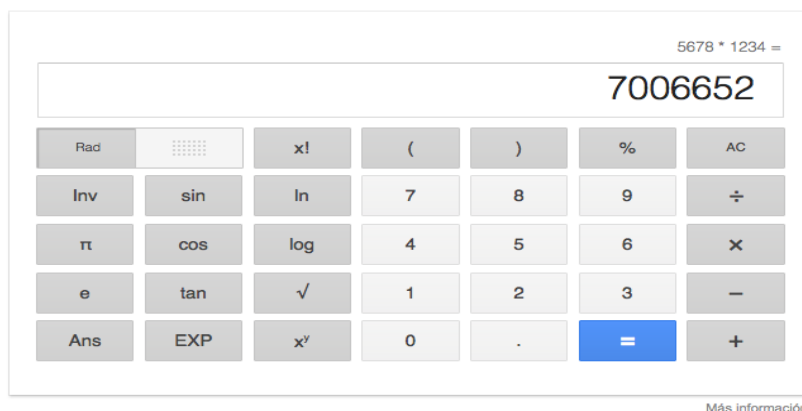 5678 * 1234 =
7006652
Rad x! ( ) % AC
Inv sin ln 7 8 9 ÷
π cos log 4 5 6 ×
e tan √ 1 2 3 −
Ans EXP xʸ 0 . = +
Más información